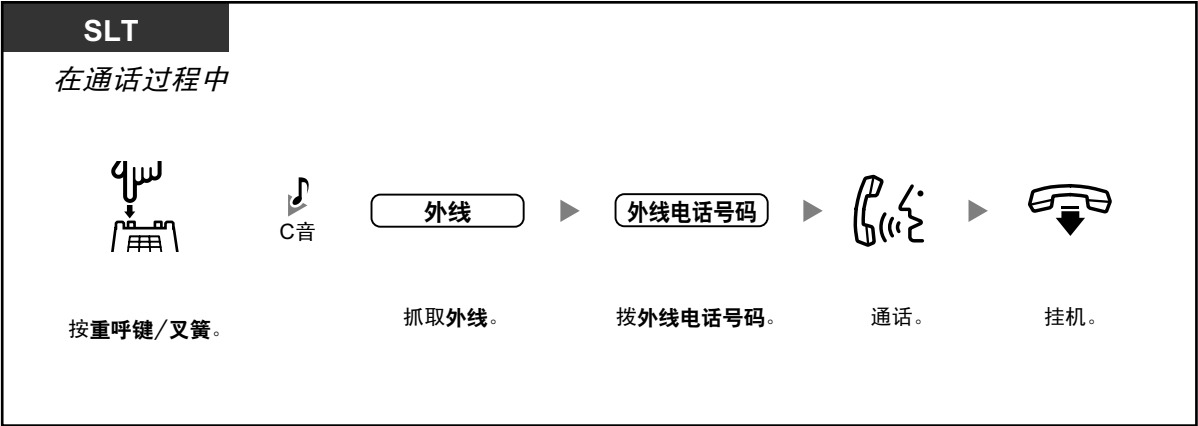 SLT
在通话过程中
C音
外线
外线电话号码
按重呼键/叉簧。
抓取外线。
拨外线电话号码。
通话。
挂机。